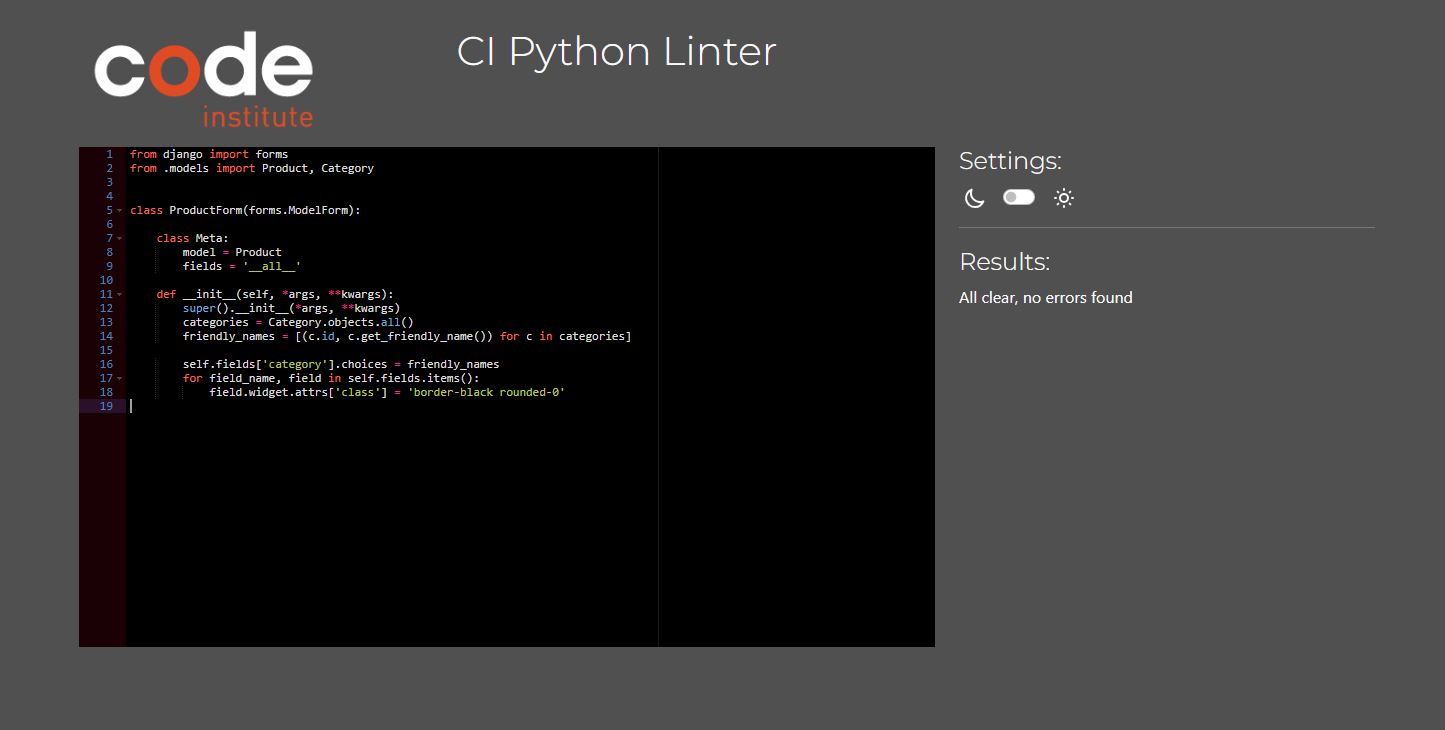 code
institute
CI Python Linter
1 from django import forms
2 from .models import Product, Category
3
4
5 class ProductForm(forms.ModelForm):
6
7     class Meta:
8         model = Product
9         fields = '__all__'
10
11     def __init__(self, *args, **kwargs):
12         super().__init__(*args, **kwargs)
13         categories = Category.objects.all()
14         friendly_names = [(c.id, c.get_friendly_name()) for c in categories]
15
16         self.fields['category'].choices = friendly_names
17         for field_name, field in self.fields.items():
18             field.widget.attrs['class'] = 'border-black rounded-0'
19
Settings:
Results:
All clear, no errors found